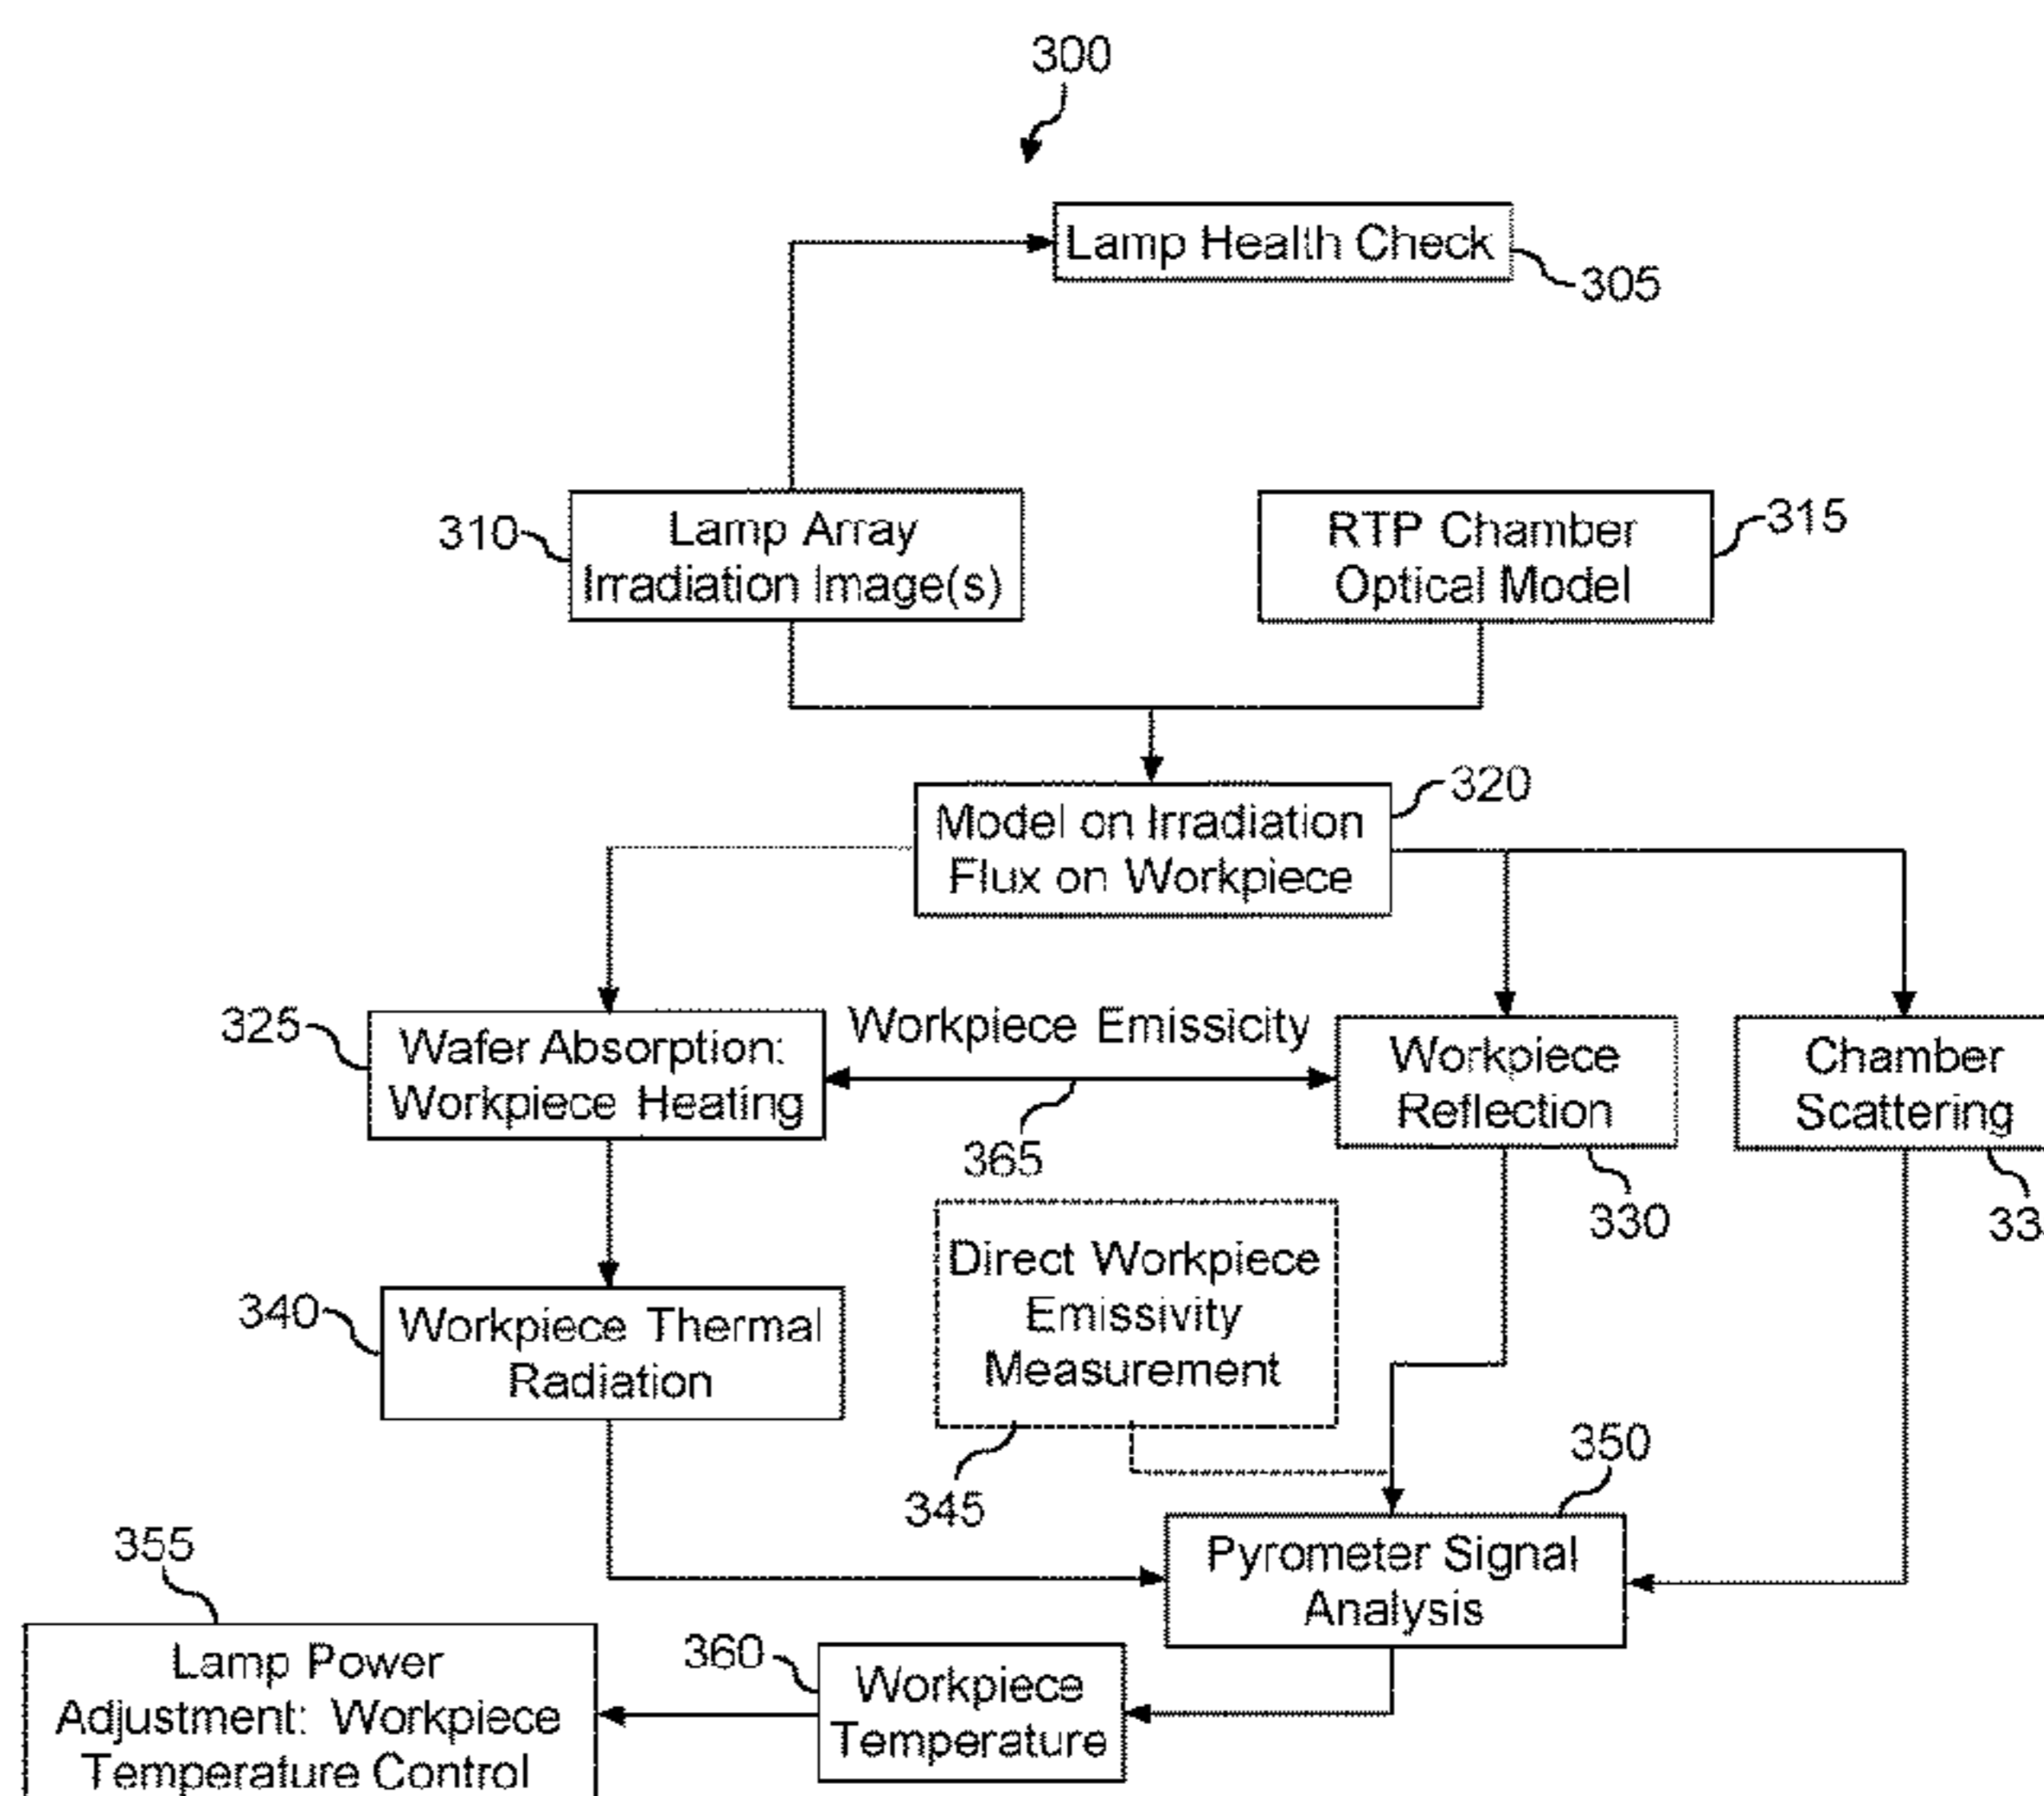 300
Lamp Health Check
305
310
Lamp Array
Irradiation Image(s)
RTP Chamber
Optical Model
315
320
Model on Irradiation
Flux on Workpiece
325
Wafer Absorption:
Workpiece Heating
Workpiece Emissicity
365
Workpiece
Reflection
330
Chamber
Scattering
340
Workpiece Thermal
Radiation
Direct Workpiece
Emissivity
Measurement
345
350
Pyrometer Signal
Analysis
355
Lamp Power
Adjustment: Workpiece
Temperature Control
360
Workpiece
Temperature